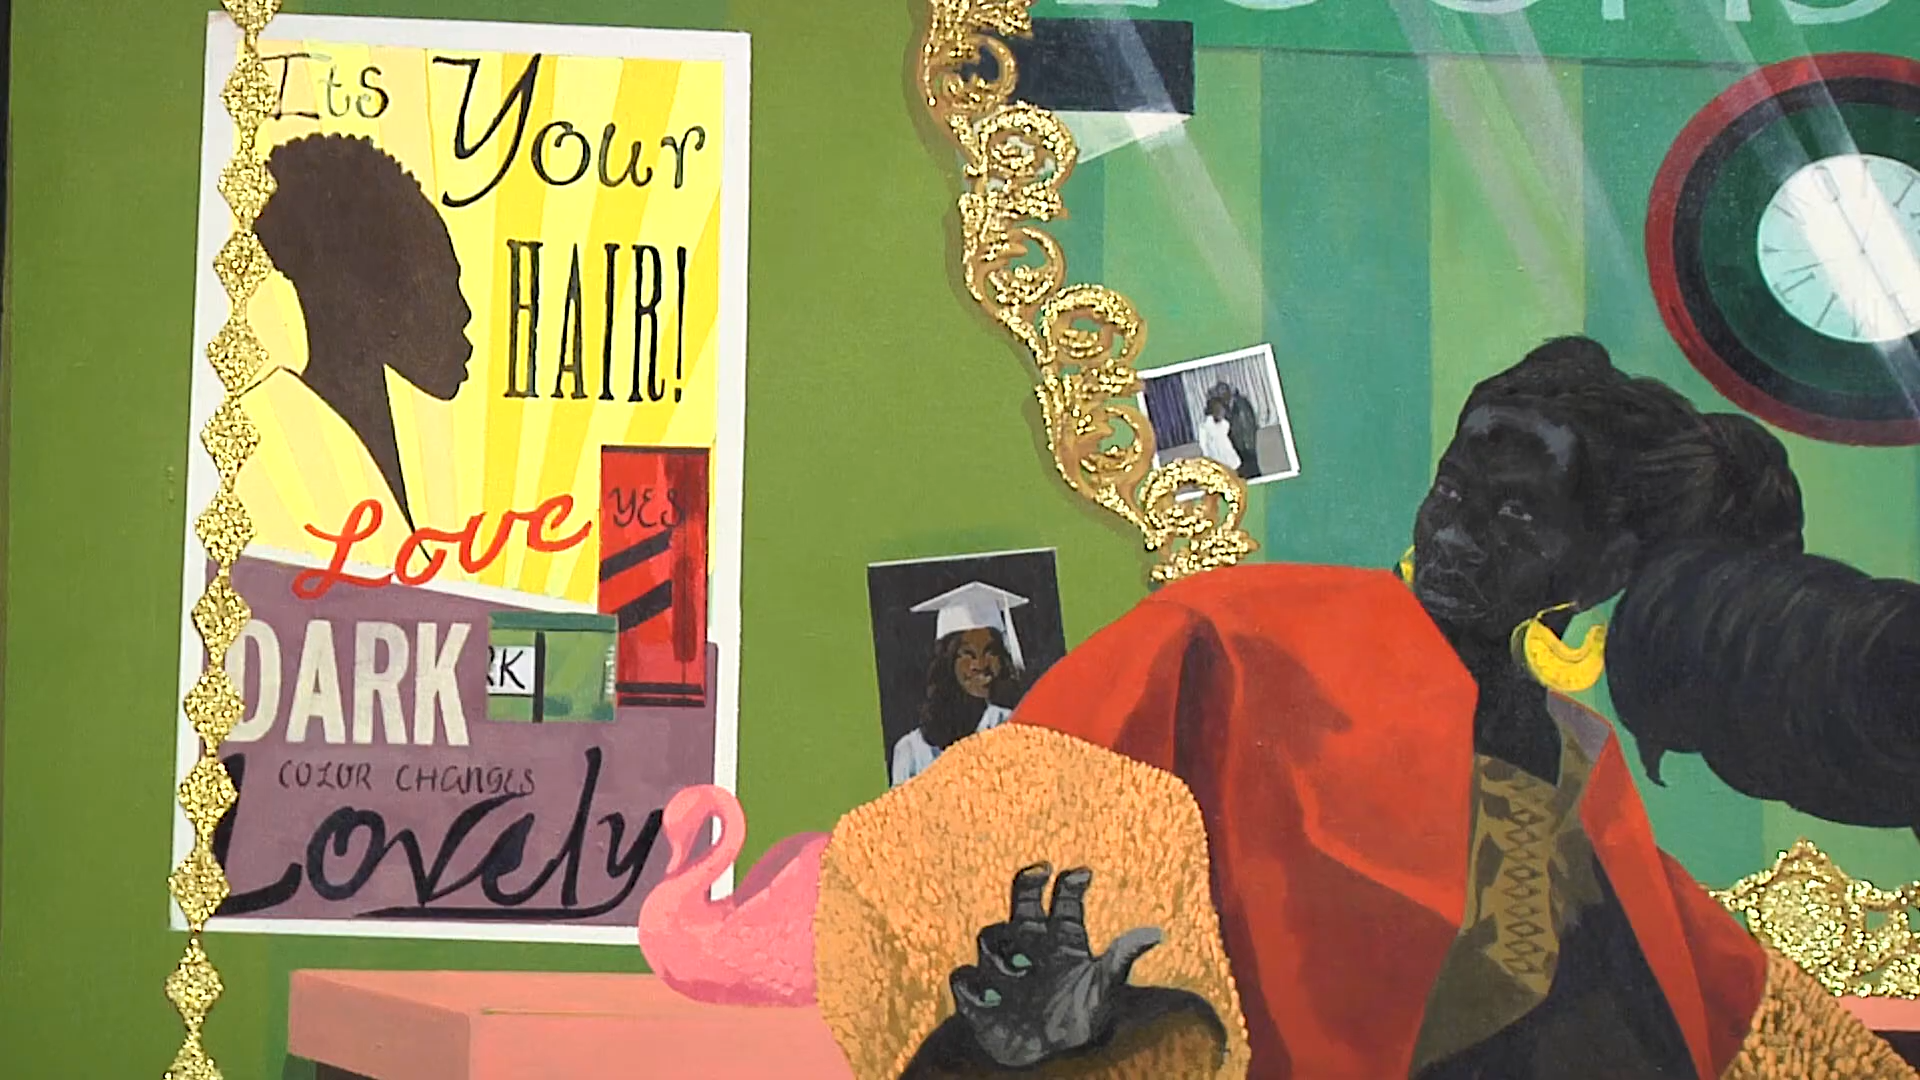 Its Your
HAIR!
Love
YES
DARK
RK
COLOR CHANGES
Lovely